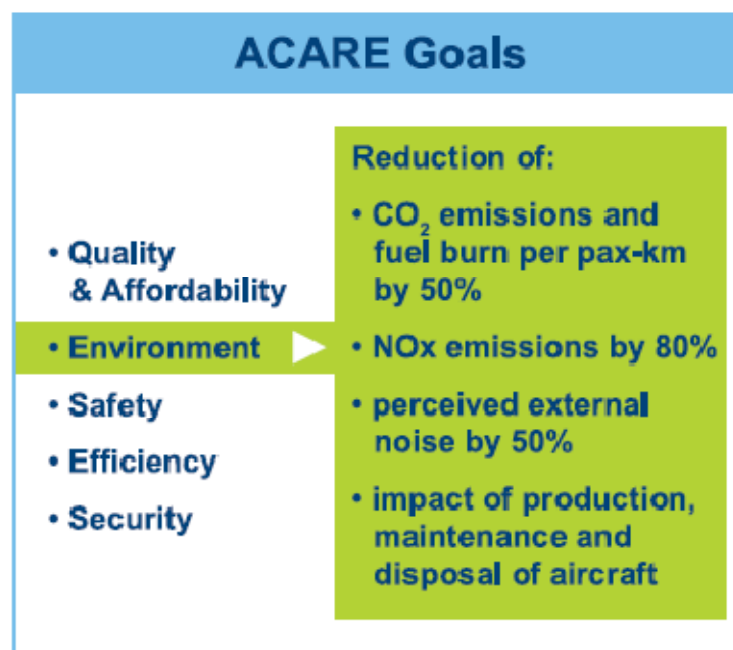 ACARE Goals
• Quality
& Affordability
• Environment
• Safety
• Efficiency
• Security
Reduction of:
• CO₂ emissions and
fuel burn per pax-km
by 50%
• NOx emissions by 80%
• perceived external
noise by 50%
• impact of production,
maintenance and
disposal of aircraft